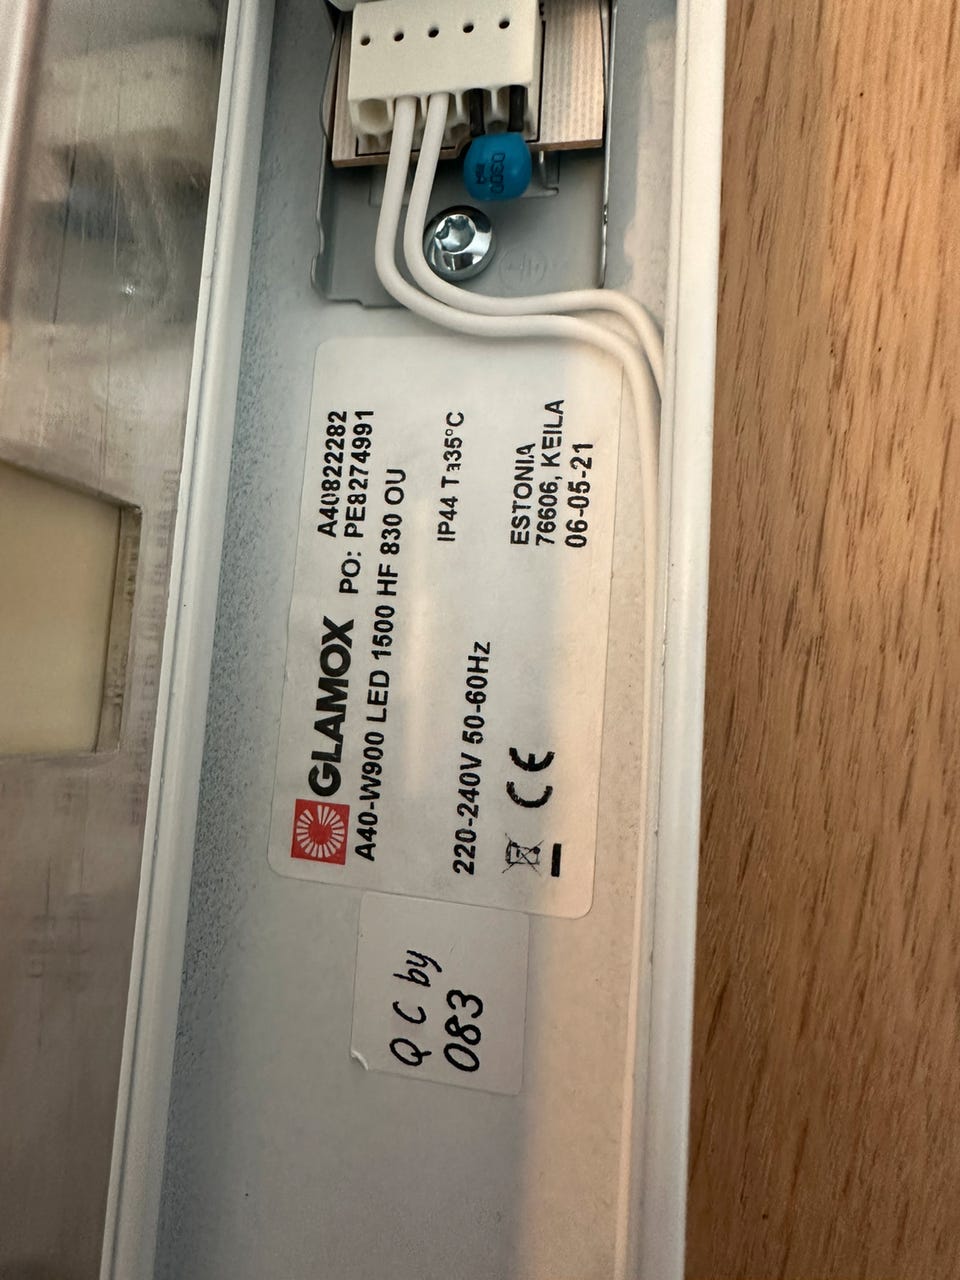 A40822282
GLAMOX PO: PE8274991
A40-W900 LED 1500 HF 830 OU
IP44 Ta35°C
220-240V 50-60Hz
ESTONIA
76606, KEILA
CE 06-05-21
QC by
083